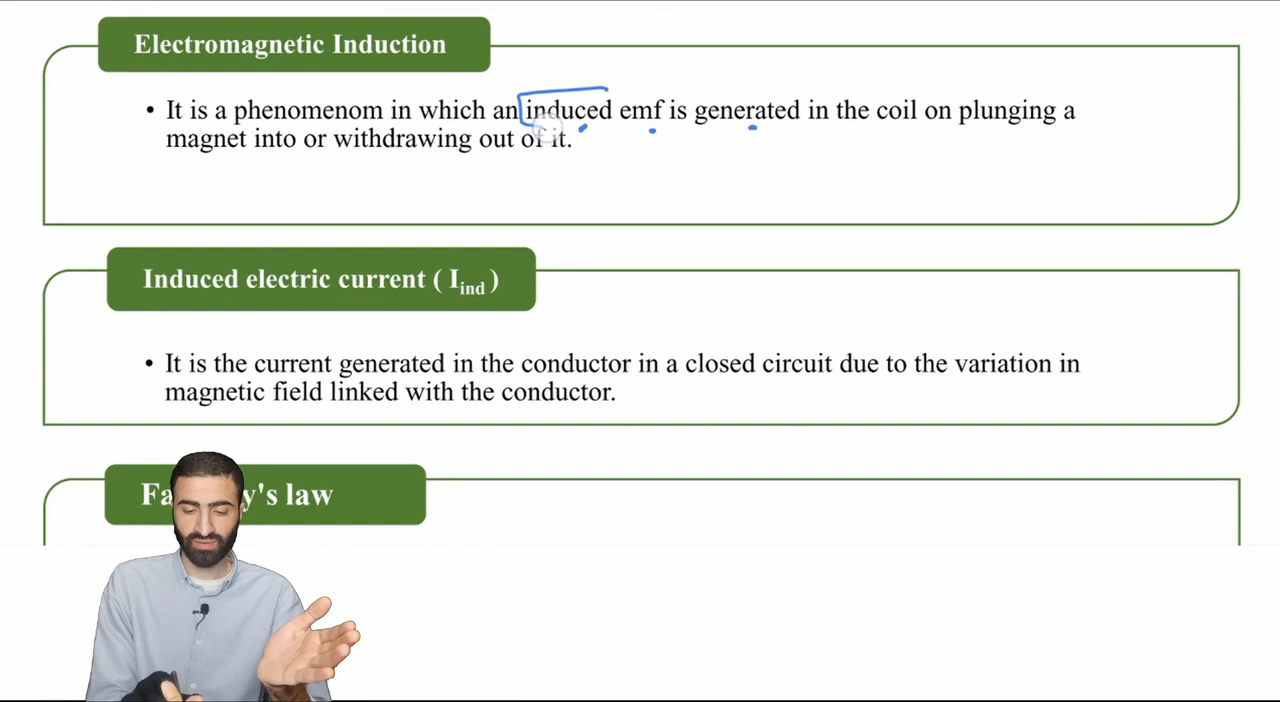 Electromagnetic Induction
• It is a phenomenom in which an induced emf is generated in the coil on plunging a
magnet into or withdrawing out of it.
Induced electric current ( Iind )
• It is the current generated in the conductor in a closed circuit due to the variation in
magnetic field linked with the conductor.
law